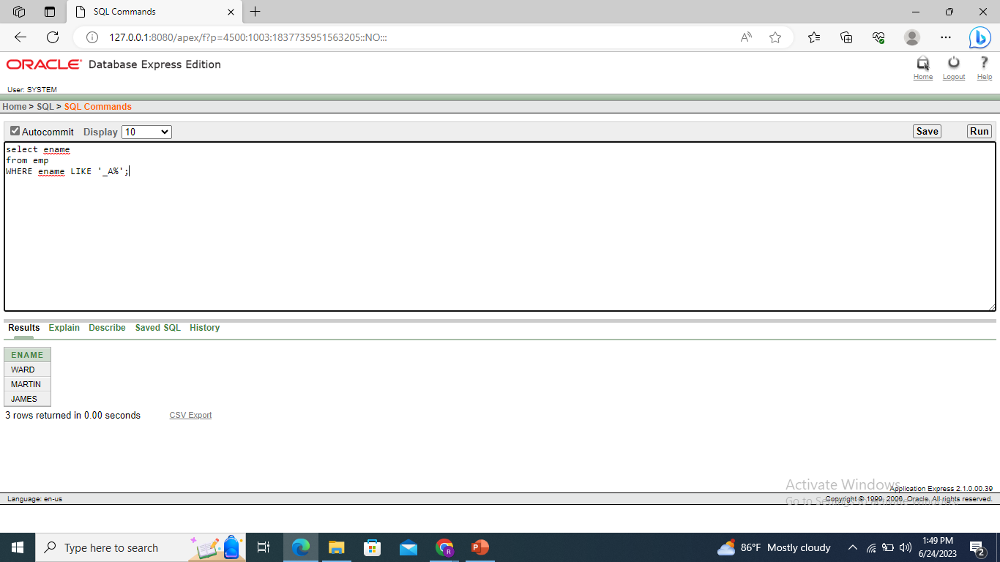 SQL Commands
127.0.0.1:8080/apex/f?p=4500:1003:1837735951563205::NO:::
ORACLE Database Express Edition
Home Logout Help
User: SYSTEM
Home > SQL > SQL Commands
Autocommit Display 10 Save Run
select ename
from emp
WHERE ename LIKE '_A%';
Results Explain Describe Saved SQL History
ENAME
WARD
MARTIN
JAMES
3 rows returned in 0.00 seconds CSV Export
Activate Windows
Application Express 2.1.0.00.39
Language: en-us Copyright © 1999, 2006, Oracle. All rights reserved.
Type here to search
86°F Mostly cloudy
1:49 PM
6/24/2023
2